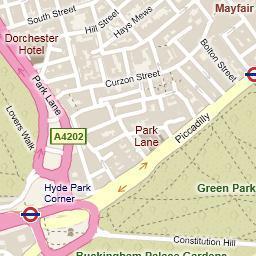 Mayfair
South Street
Hill Street
Hays Mews
Dorchester
Hotel
Bolton Street
Curzon Street
Park Lane
Lovers Walk
A4202
Park
Lane
Piccadilly
Green Park
Hyde Park
Corner
Constitution Hill
Buckingham Palace Gardens